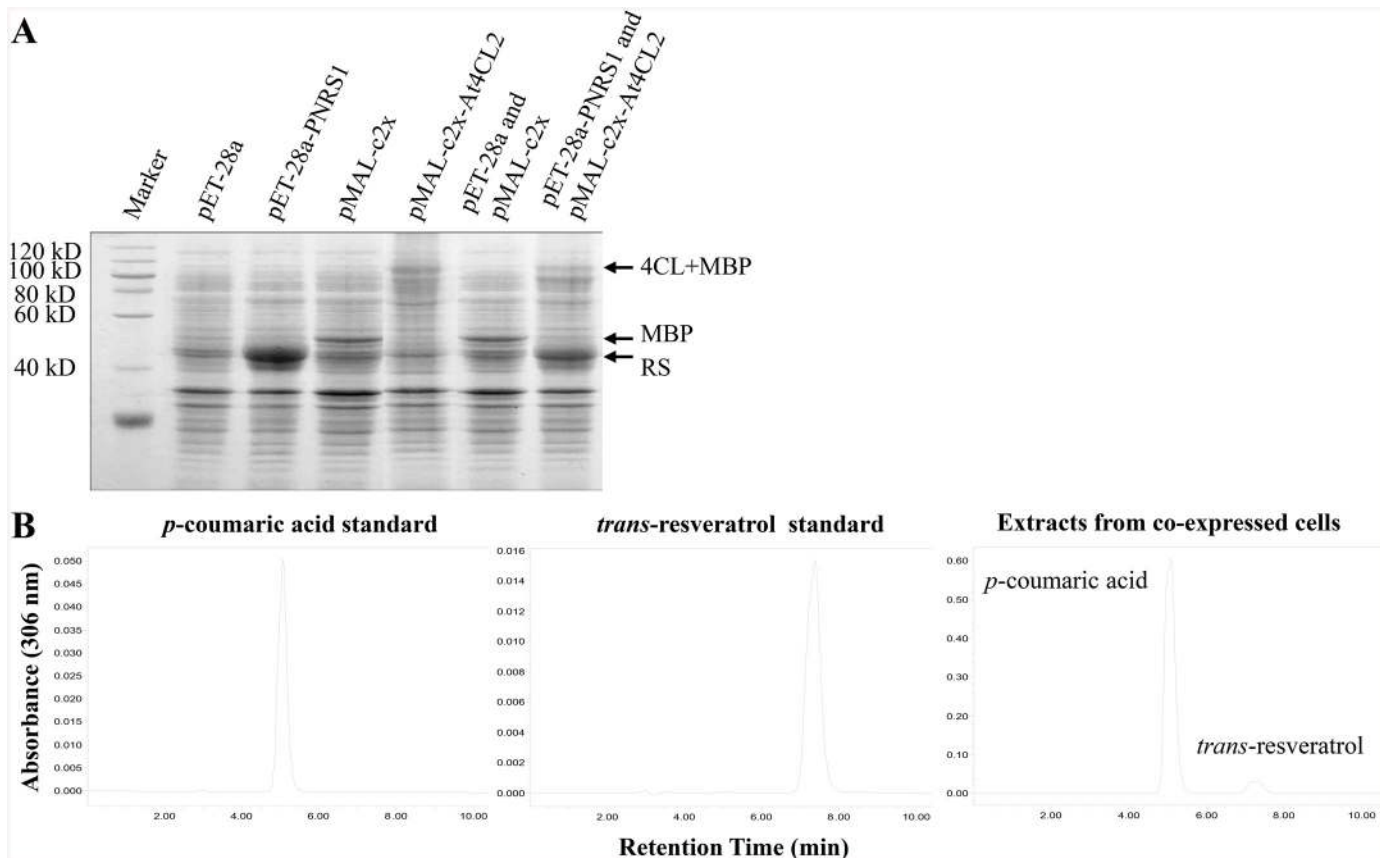 A
Marker
pET-28a
pET-28a-PNRS1
pMAL-c2x
pMAL-c2x-At4CL2
pET-28a and
pMAL-c2x
pET-28a-PNRS1 and
pMAL-c2x-At4CL2
120 kD
100 kD
80 kD
60 kD
40 kD
4CL+MBP
MBP
RS
B
p-coumaric acid standard
trans-resveratrol standard
Extracts from co-expressed cells
Absorbance (306 nm)
0.050
0.045
0.040
0.035
0.030
0.025
0.020
0.015
0.010
0.005
0.000
2.00 4.00 6.00 8.00 10.00
0.016
0.014
0.012
0.010
0.008
0.006
0.004
0.002
0.000
2.00 4.00 6.00 8.00 10.00
0.60
0.50
0.40
0.30
0.20
0.10
0.00
p-coumaric acid
trans-resveratrol
2.00 4.00 6.00 8.00 10.00
Retention Time (min)